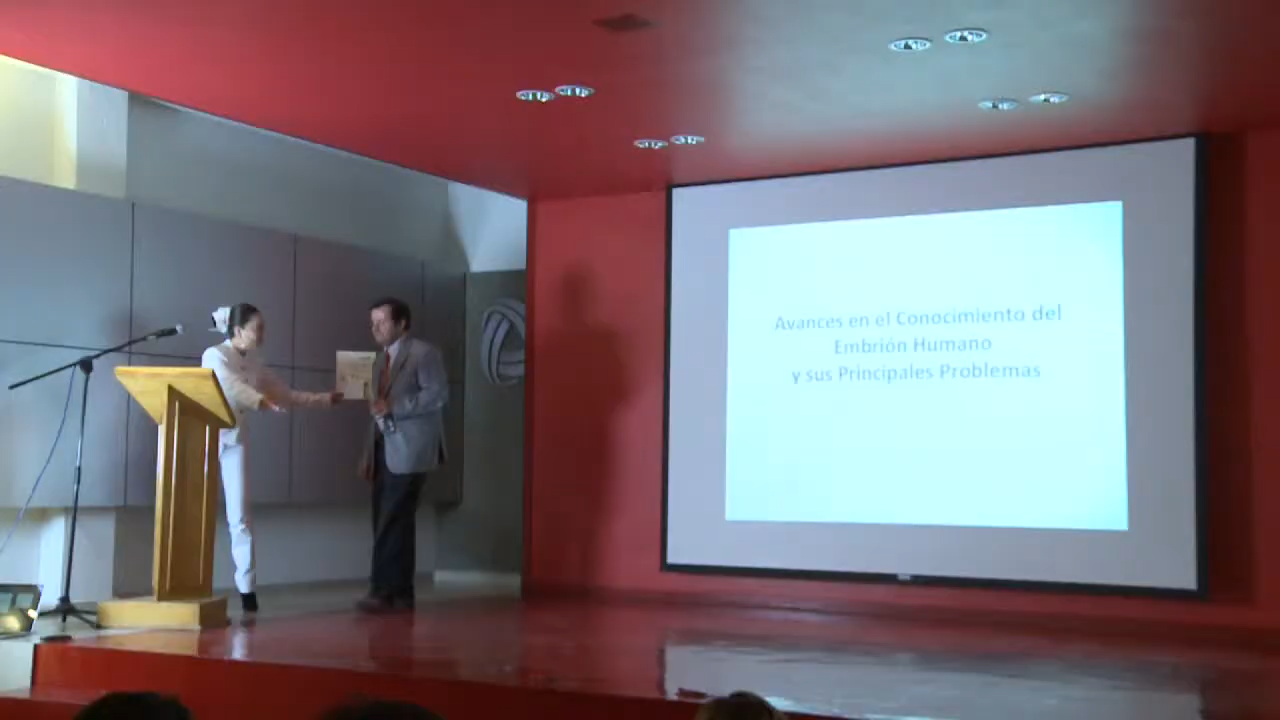 Avances en el Conocimiento del
Embrión Humano
y sus Principales Problemas